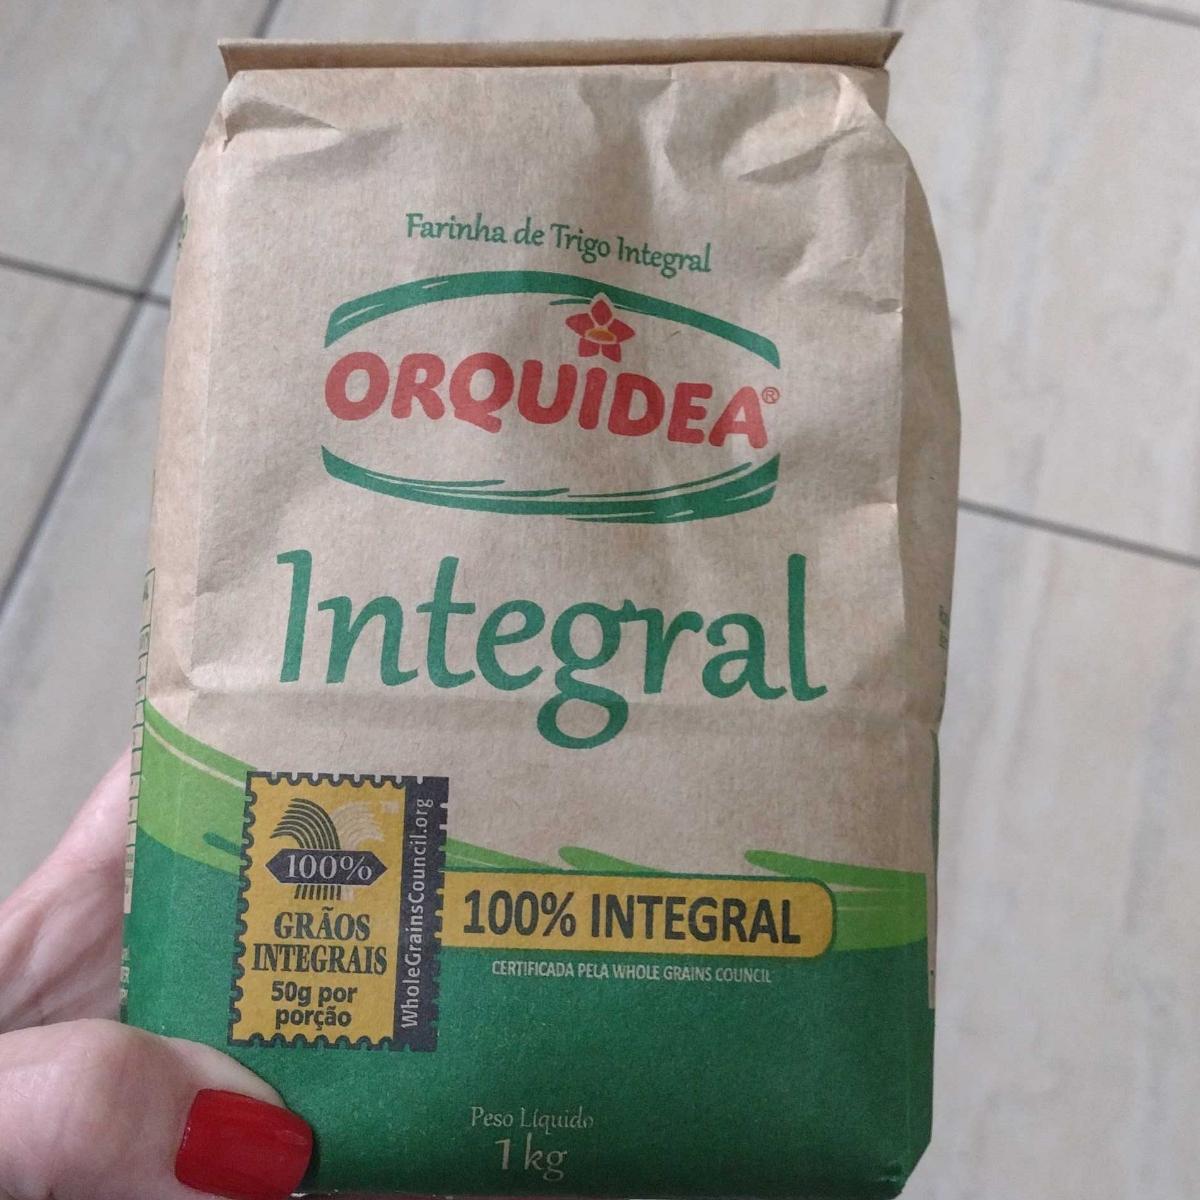 Farinha de Trigo Integral
ORQUÍDEA®
Integral
100%
GRÃOS
INTEGRAIS
50g por
porção
WholeGrainsCouncil.org
100% INTEGRAL
CERTIFICADA PELA WHOLE GRAINS COUNCIL
Peso Líquido
1 kg